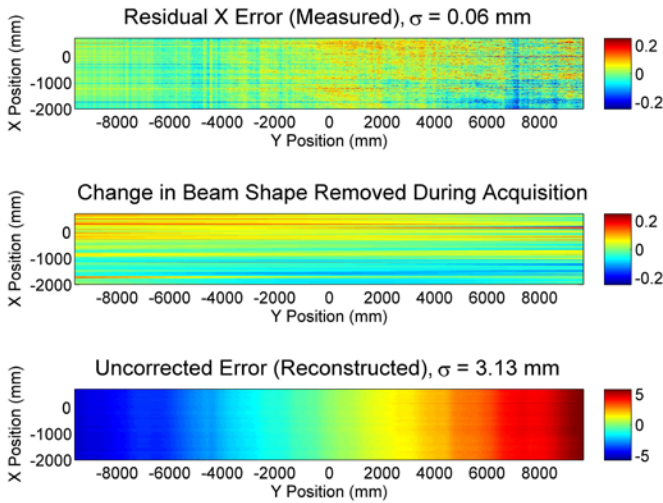 Residual X Error (Measured), σ = 0.06 mm
X Position (mm)
0
-1000
-2000
-8000 -6000 -4000 -2000 0 2000 4000 6000 8000
Y Position (mm)
0.2
0
-0.2
Change in Beam Shape Removed During Acquisition
X Position (mm)
0
-1000
-2000
-8000 -6000 -4000 -2000 0 2000 4000 6000 8000
Y Position (mm)
0.2
0
-0.2
Uncorrected Error (Reconstructed), σ = 3.13 mm
X Position (mm)
0
-1000
-2000
-8000 -6000 -4000 -2000 0 2000 4000 6000 8000
Y Position (mm)
5
0
-5